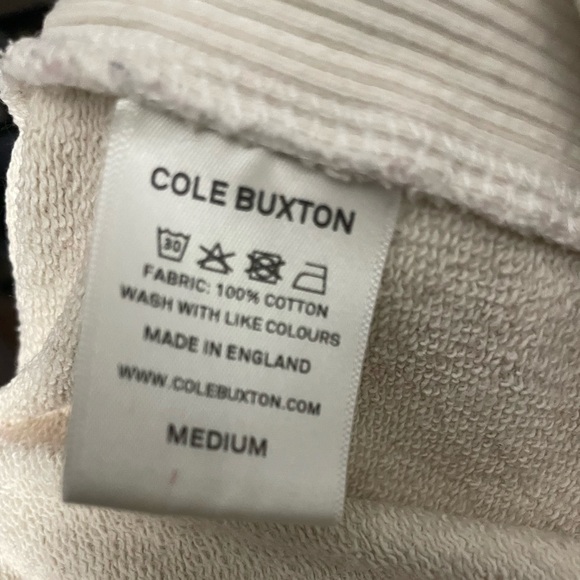 COLE BUXTON
30
FABRIC: 100% COTTON
WASH WITH LIKE COLOURS
MADE IN ENGLAND
WWW.COLEBUXTON.COM
MEDIUM